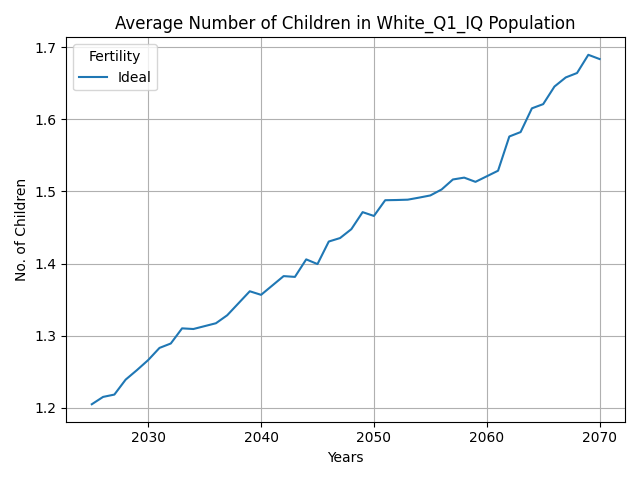 Average Number of Children in White_Q1_IQ Population
Fertility
Ideal
1.7
1.6
1.5
1.4
1.3
1.2
No. of Children
2030 2040 2050 2060 2070
Years